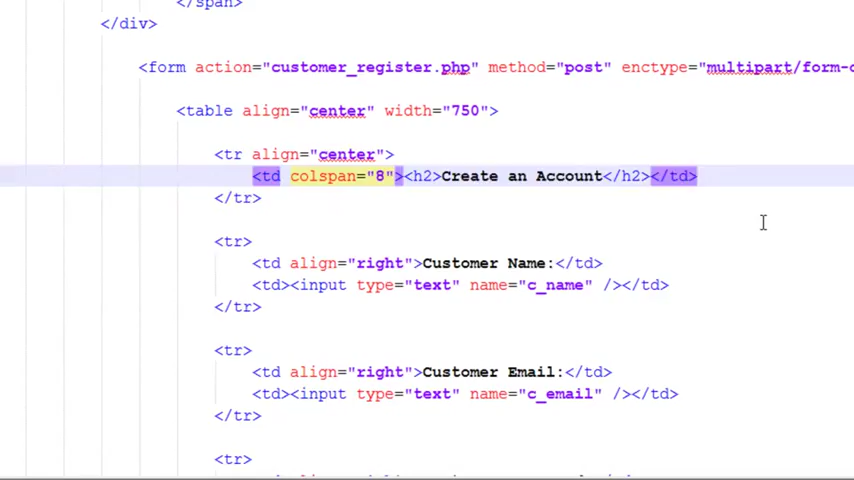 </span>
</div>
<form action="customer_register.php" method="post" enctype="multipart/form-
<table align="center" width="750">
<tr align="center">
<td colspan="8"><h2>Create an Account</h2></td>
</tr>
<tr>
<td align="right">Customer Name:</td>
<td><input type="text" name="c_name" /></td>
</tr>
<tr>
<td align="right">Customer Email:</td>
<td><input type="text" name="c_email" /></td>
</tr>
<tr>